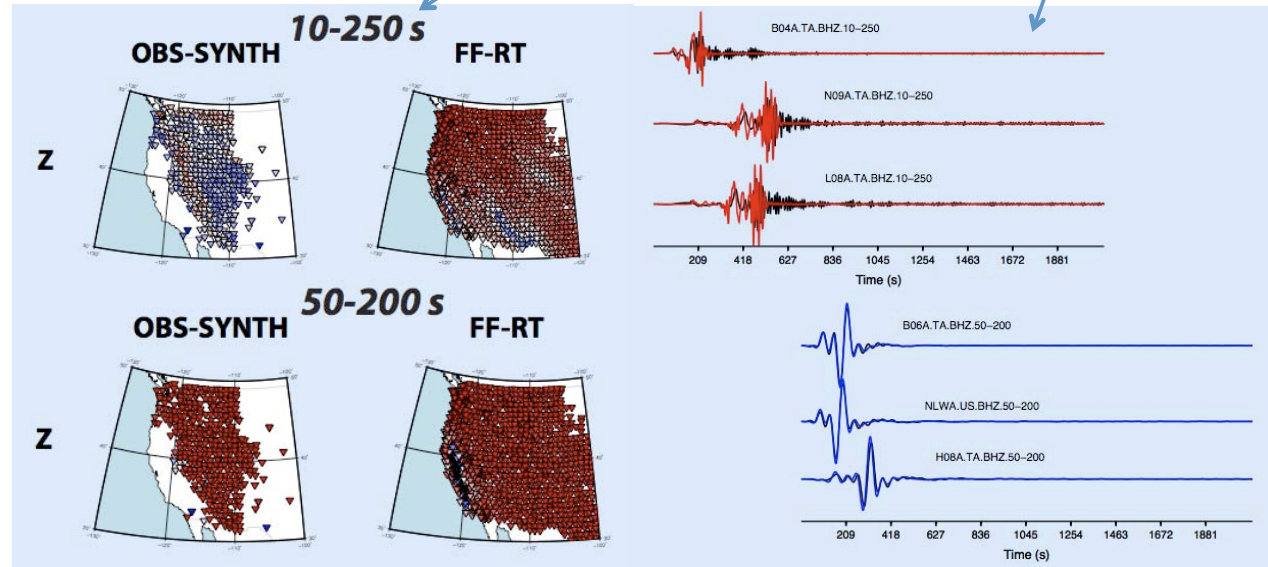 10-250 s
OBS-SYNTH FF-RT
Z
50-200 s
OBS-SYNTH FF-RT
Z
B04A.TA.BHZ.10-250
N09A.TA.BHZ.10-250
L08A.TA.BHZ.10-250
209 418 627 836 1045 1254 1463 1672 1881
Time (s)
B06A.TA.BHZ.50-200
NLWA.US.BHZ.50-200
H08A.TA.BHZ.50-200
209 418 627 836 1045 1254 1463 1672 1881
Time (s)